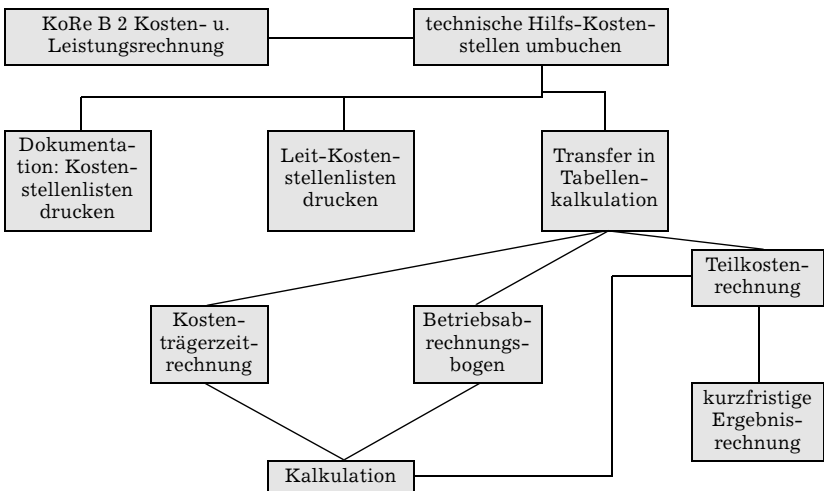 KoRe B 2 Kosten- u.
Leistungsrechnung
technische Hilfs-Kosten-
stellen umbuchen
Dokumenta-
tion: Kosten-
stellenlisten
drucken
Leit-Kosten-
stellenlisten
drucken
Transfer in
Tabellen-
kalkulation
Teilkosten-
rechnung
Kosten-
trägerzeit-
rechnung
Betriebsab-
rechnungs-
bogen
kurzfristige
Ergebnis-
rechnung
Kalkulation